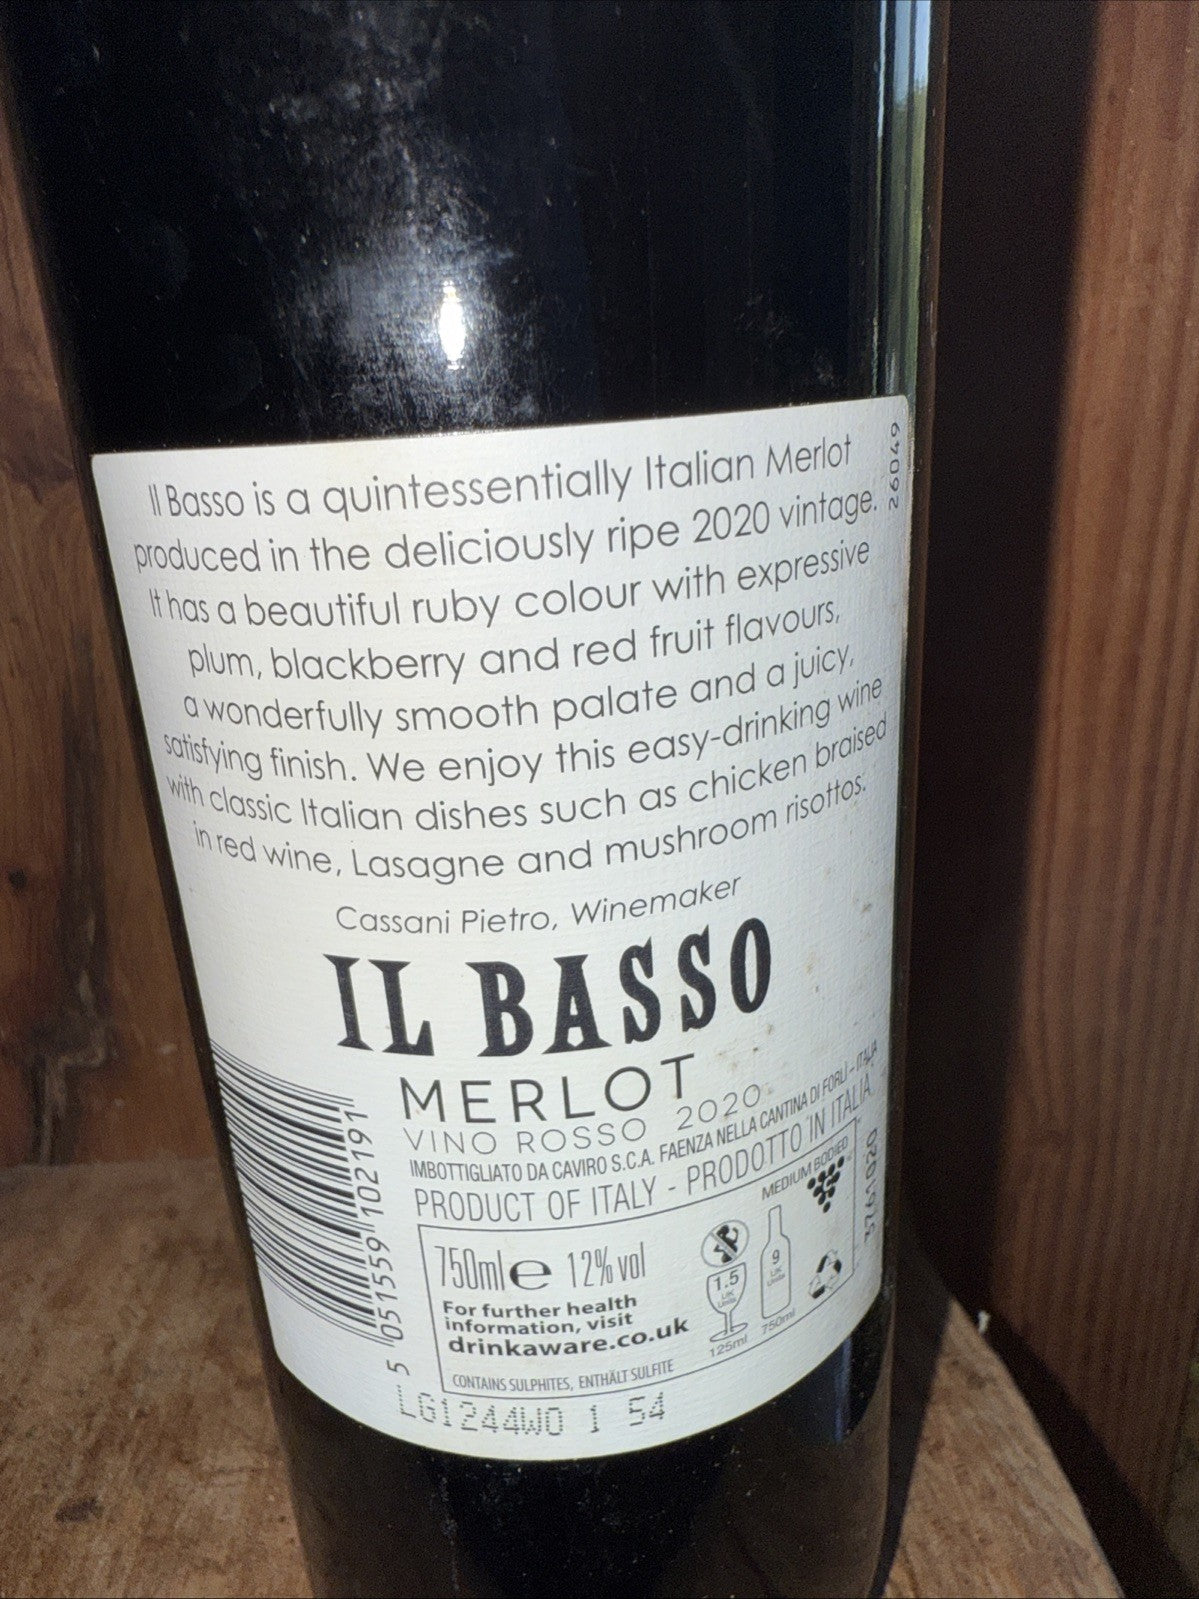 Il Basso is a quintessentially Italian Merlot
produced in the deliciously ripe 2020 vintage.
It has a beautiful ruby colour with expressive
plum, blackberry and red fruit flavours,
a wonderfully smooth palate and a juicy,
satisfying finish. We enjoy this easy-drinking wine
with classic Italian dishes such as chicken braised
in red wine, Lasagne and mushroom risottos.
26049
Cassani Pietro, Winemaker
IL BASSO
MERLOT
VINO ROSSO 2020
IMBOTTIGLIATO DA CAVIRO S.C.A. FAENZA NELLA CANTINA DI FORLÌ - ITALIA
PRODUCT OF ITALY - PRODOTTO IN ITALIA
5 051559 102191
750ml e 12% vol
For further health
information, visit
drinkaware.co.uk
CONTAINS SULPHITES, ENTHÄLT SULFITE
1.5
UK
Units
125ml
9
UK
Units
750ml
MEDIUM BODIED
LG1244WO 1 54